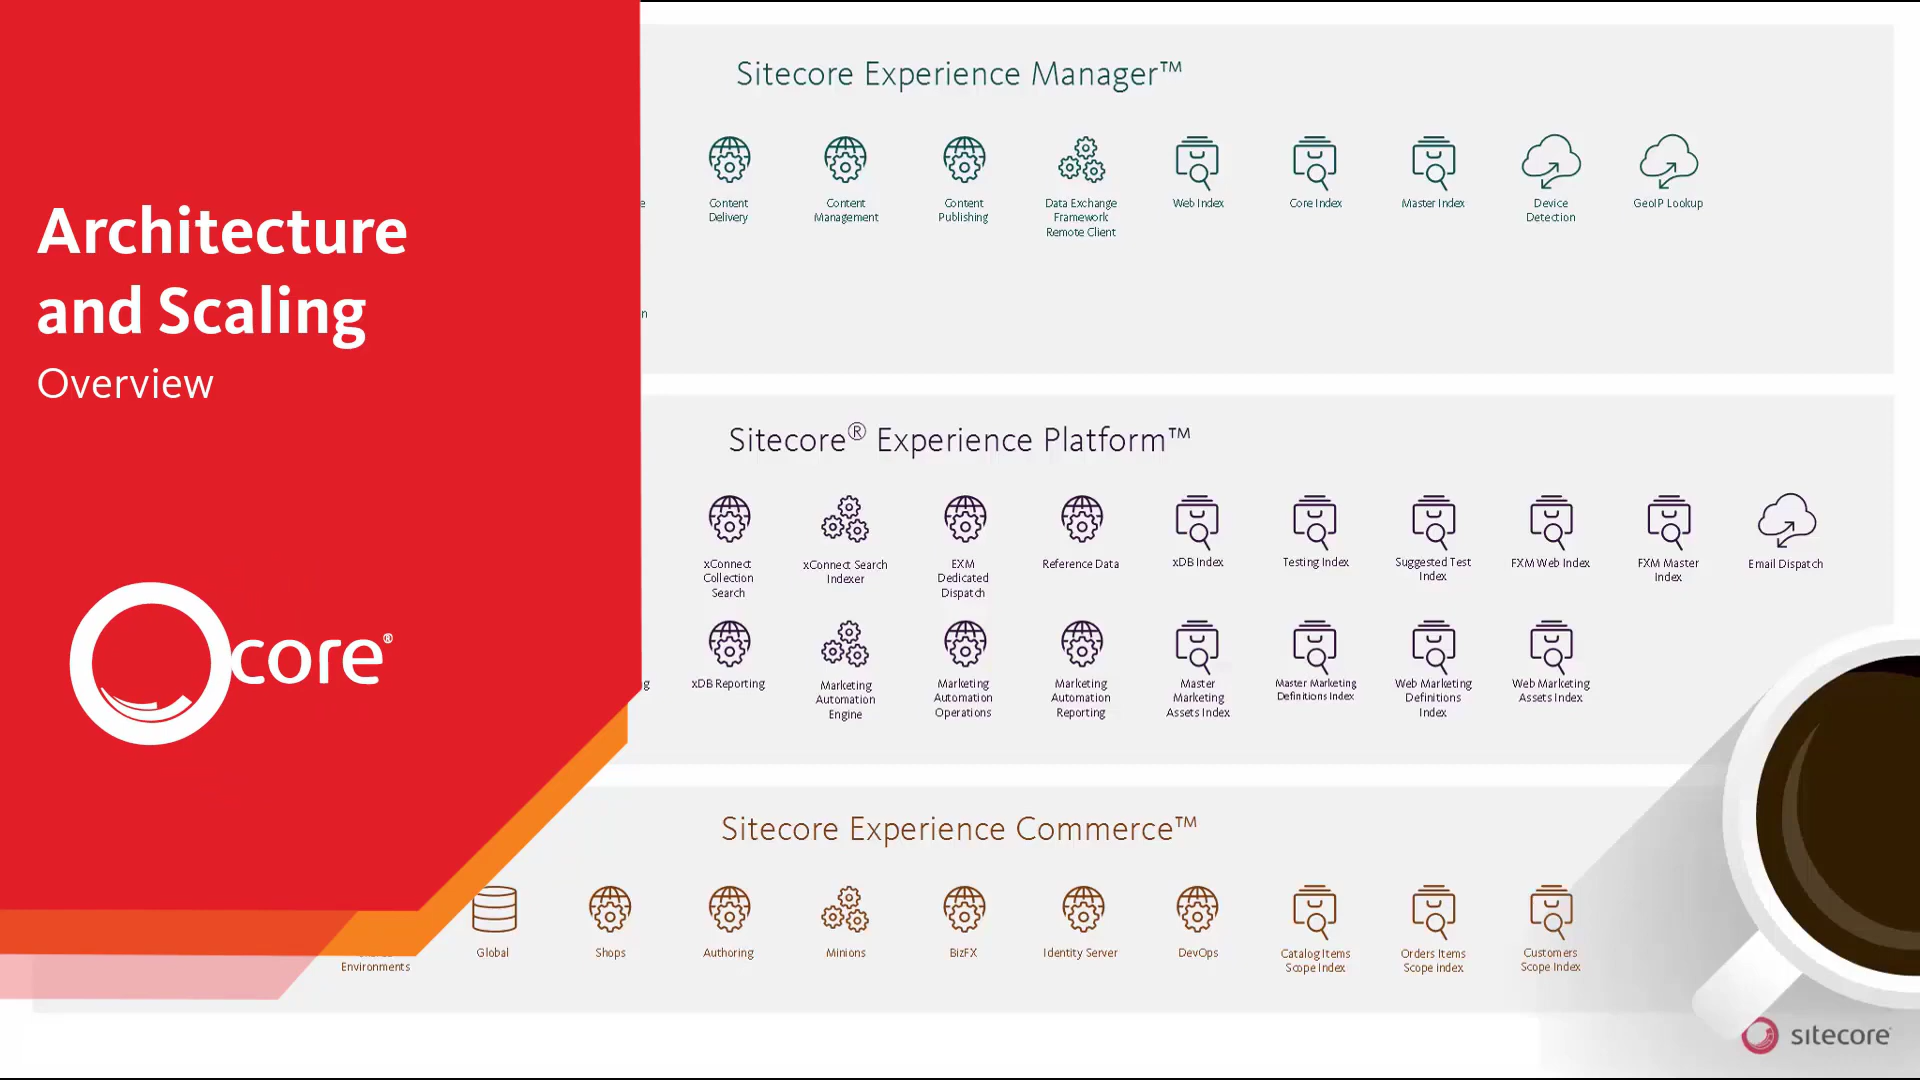 Architecture
and Scaling
Overview
core®
Sitecore Experience Manager™
Content
Delivery
Content
Management
Content
Publishing
Data Exchange
Framework
Remote Client
Web Index
Core Index
Master Index
Device
Detection
GeoIP Lookup
Sitecore® Experience Platform™
xConnect
Collection
Search
xConnect Search
Indexer
EXM
Dedicated
Dispatch
Reference Data
xDB Index
Testing Index
Suggested Test
Index
FXM Web Index
FXM Master
Index
Email Dispatch
xDB Reporting
Marketing
Automation
Engine
Marketing
Automation
Operations
Marketing
Automation
Reporting
Master
Marketing
Assets Index
Master Marketing
Definitions Index
Web Marketing
Definitions
Index
Web Marketing
Assets Index
Sitecore Experience Commerce™
Environments
Global
Shops
Authoring
Minions
BizFX
Identity Server
DevOps
Catalog Items
Scope Index
Orders Items
Scope index
Customers
Scope Index
sitecore